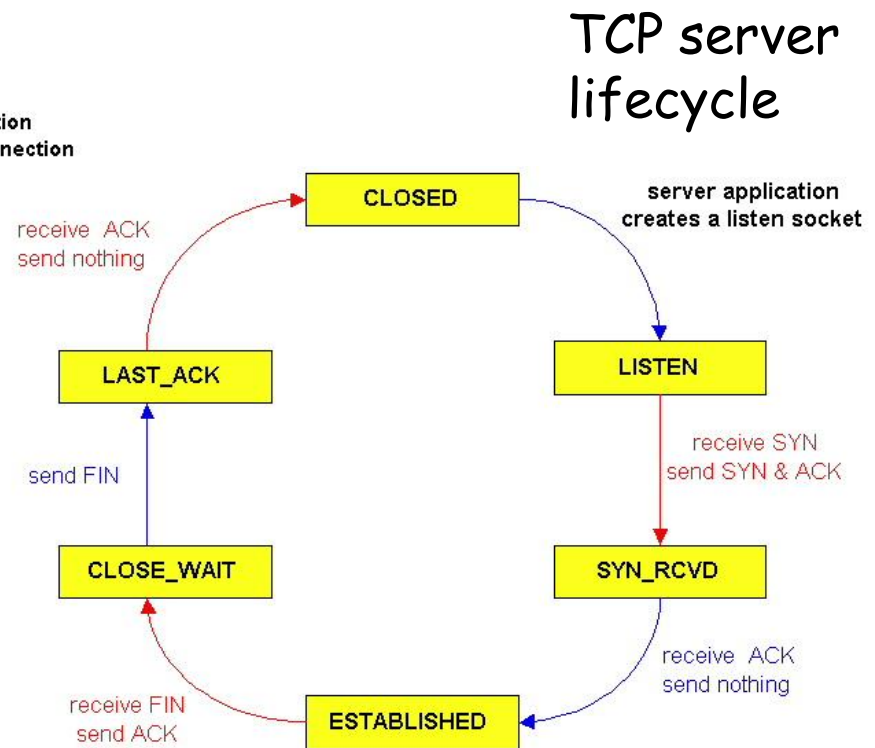 TCP server
lifecycle
nection
CLOSED
server application
creates a listen socket
receive ACK
send nothing
LAST_ACK
LISTEN
receive SYN
send SYN & ACK
send FIN
CLOSE_WAIT
SYN_RCVD
receive ACK
send nothing
receive FIN
send ACK
ESTABLISHED